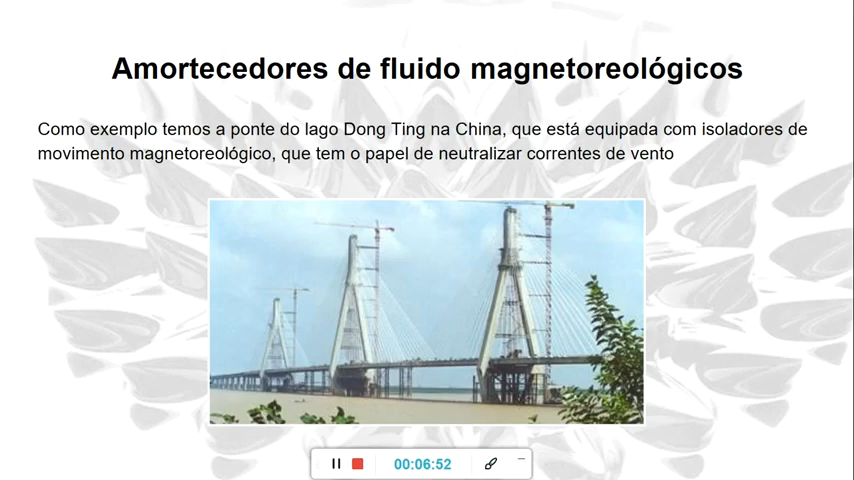 Amortecedores de fluido magnetoreológicos
Como exemplo temos a ponte do lago Dong Ting na China, que está equipada com isoladores de
movimento magnetoreológico, que tem o papel de neutralizar correntes de vento
00:06:52